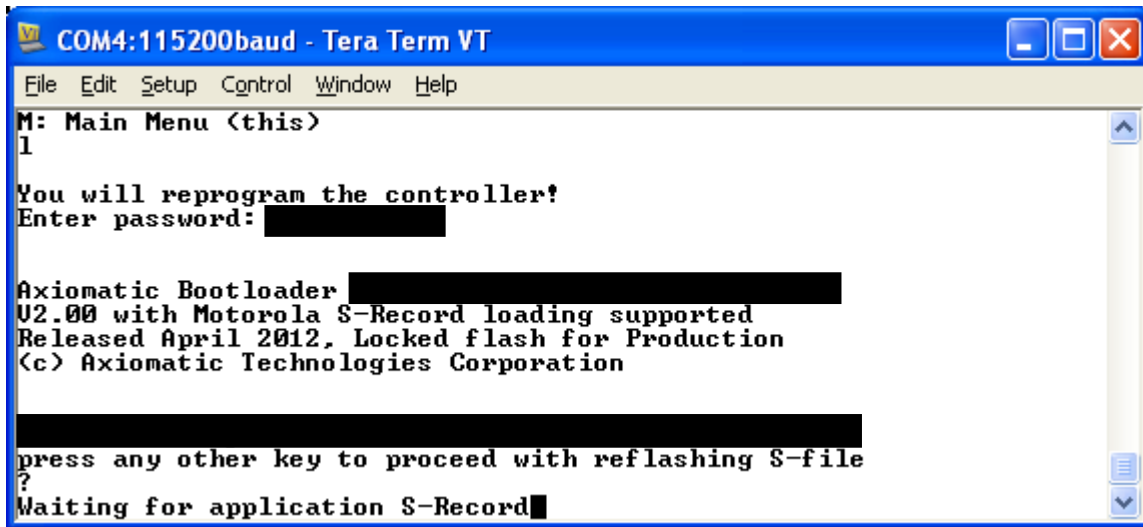 COM4:115200baud - Tera Term VT
File Edit Setup Control Window Help
M: Main Menu (this)
l
You will reprogram the controller!
Enter password:
Axiomatic Bootloader
V2.00 with Motorola S-Record loading supported
Released April 2012, Locked flash for Production
(c) Axiomatic Technologies Corporation
press any other key to proceed with reflashing S-file
?
Waiting for application S-Record